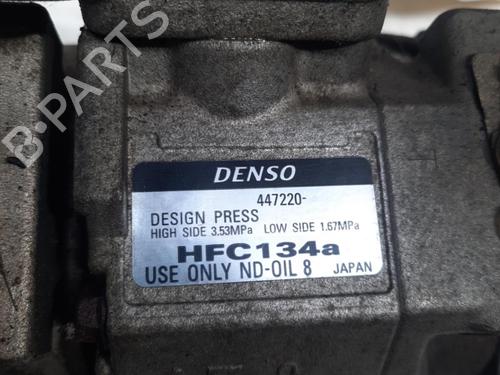 B-PARTS
DENSO
447220-
DESIGN PRESS
HIGH SIDE 3.53MPa LOW SIDE 1.67MPa
HFC134a
USE ONLY ND-OIL 8 JAPAN